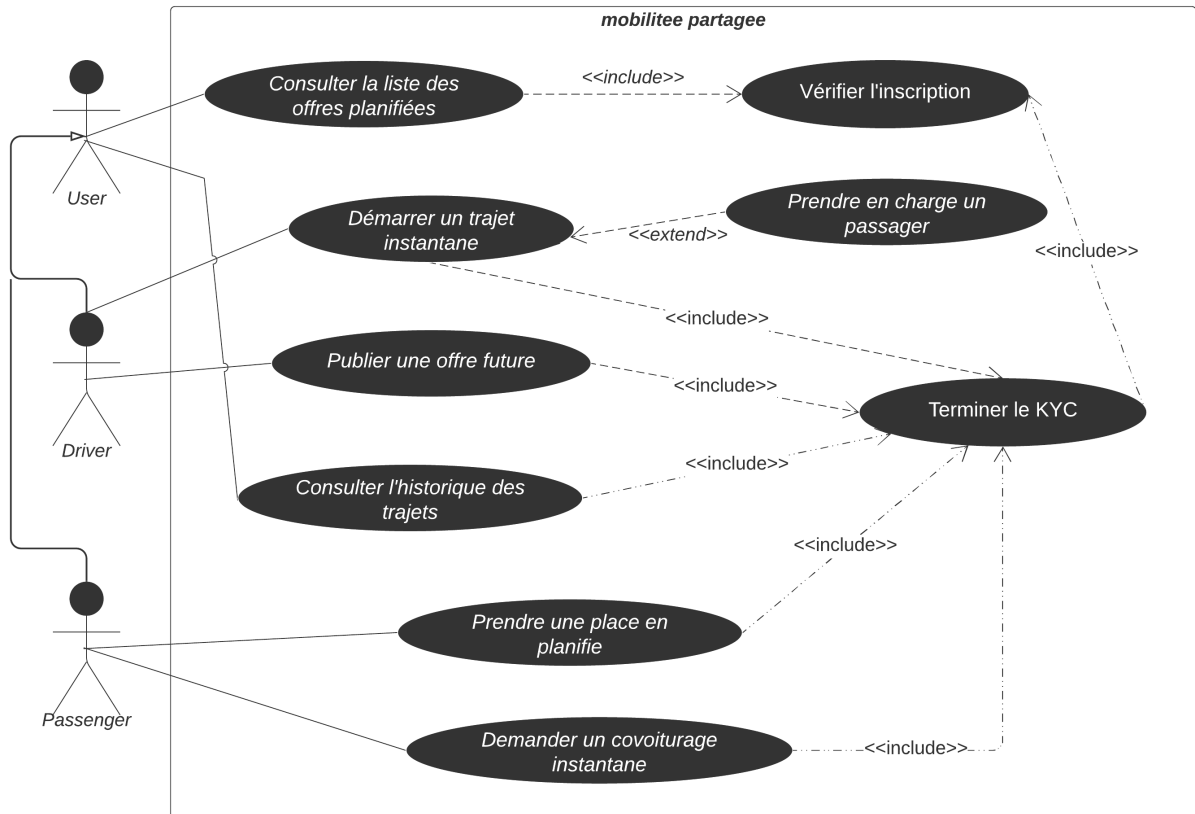 mobilitee partagee
Consulter la liste des
offres planifiées
<<include>>
Vérifier l'inscription
User
Démarrer un trajet
instantane
<<extend>>
Prendre en charge un
passager
<<include>>
<<include>>
Publier une offre future
<<include>>
Terminer le KYC
Driver
Consulter l'historique des
trajets
<<include>>
<<include>>
Prendre une place en
planifie
Passenger
Demander un covoiturage
instantane
<<include>>